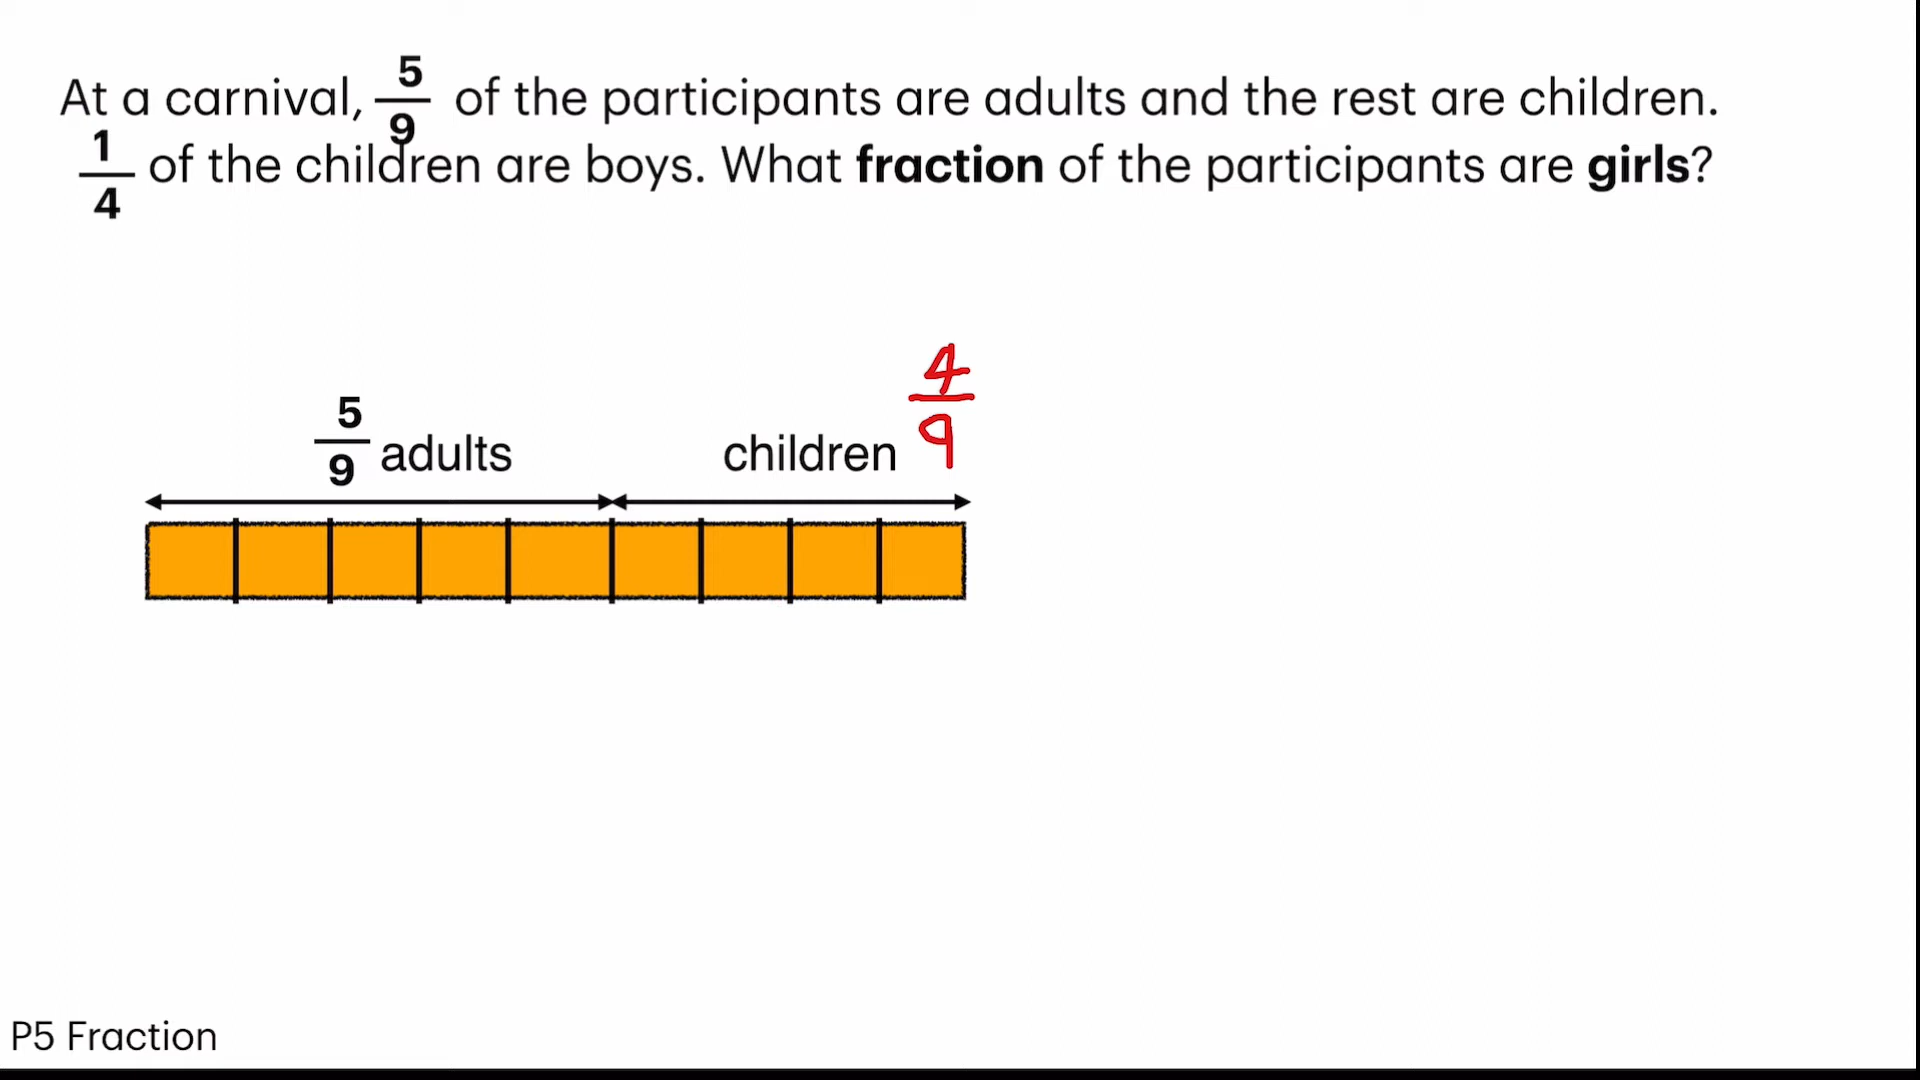 At a carnival, 5/9 of the participants are adults and the rest are children.
1/4 of the children are boys. What fraction of the participants are girls?
5/9 adults children 4/9
P5 Fraction